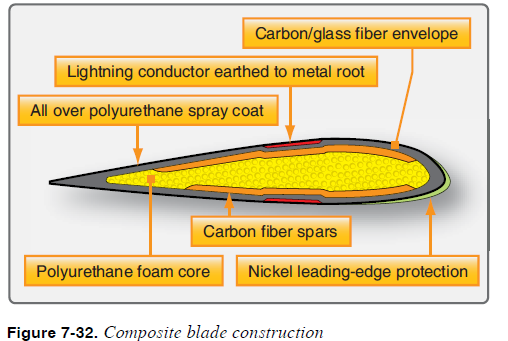 Carbon/glass fiber envelope
Lightning conductor earthed to metal root
All over polyurethane spray coat
Carbon fiber spars
Polyurethane foam core
Nickel leading-edge protection
Figure 7-32. Composite blade construction